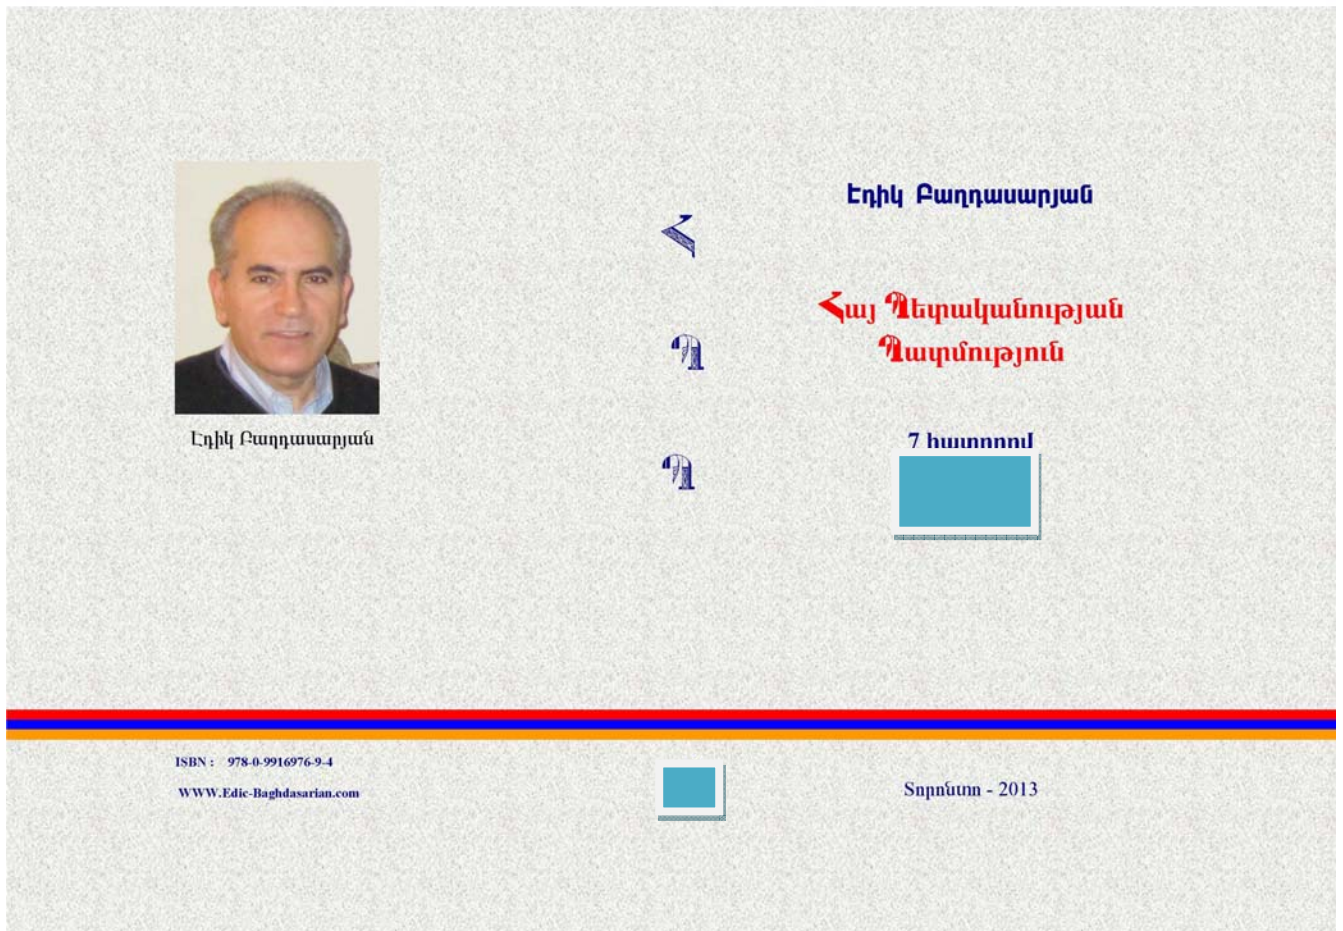 Էդիկ Բաղդասարյան
ISBN : 978-0-9916976-9-4
WWW.Edic-Baghdasarian.com
Հ
Պ
Պ
Էդիկ Բաղդասարյան
Հայ Պետականության
Պատմություն
7 հատորով
Տորոնտո - 2013